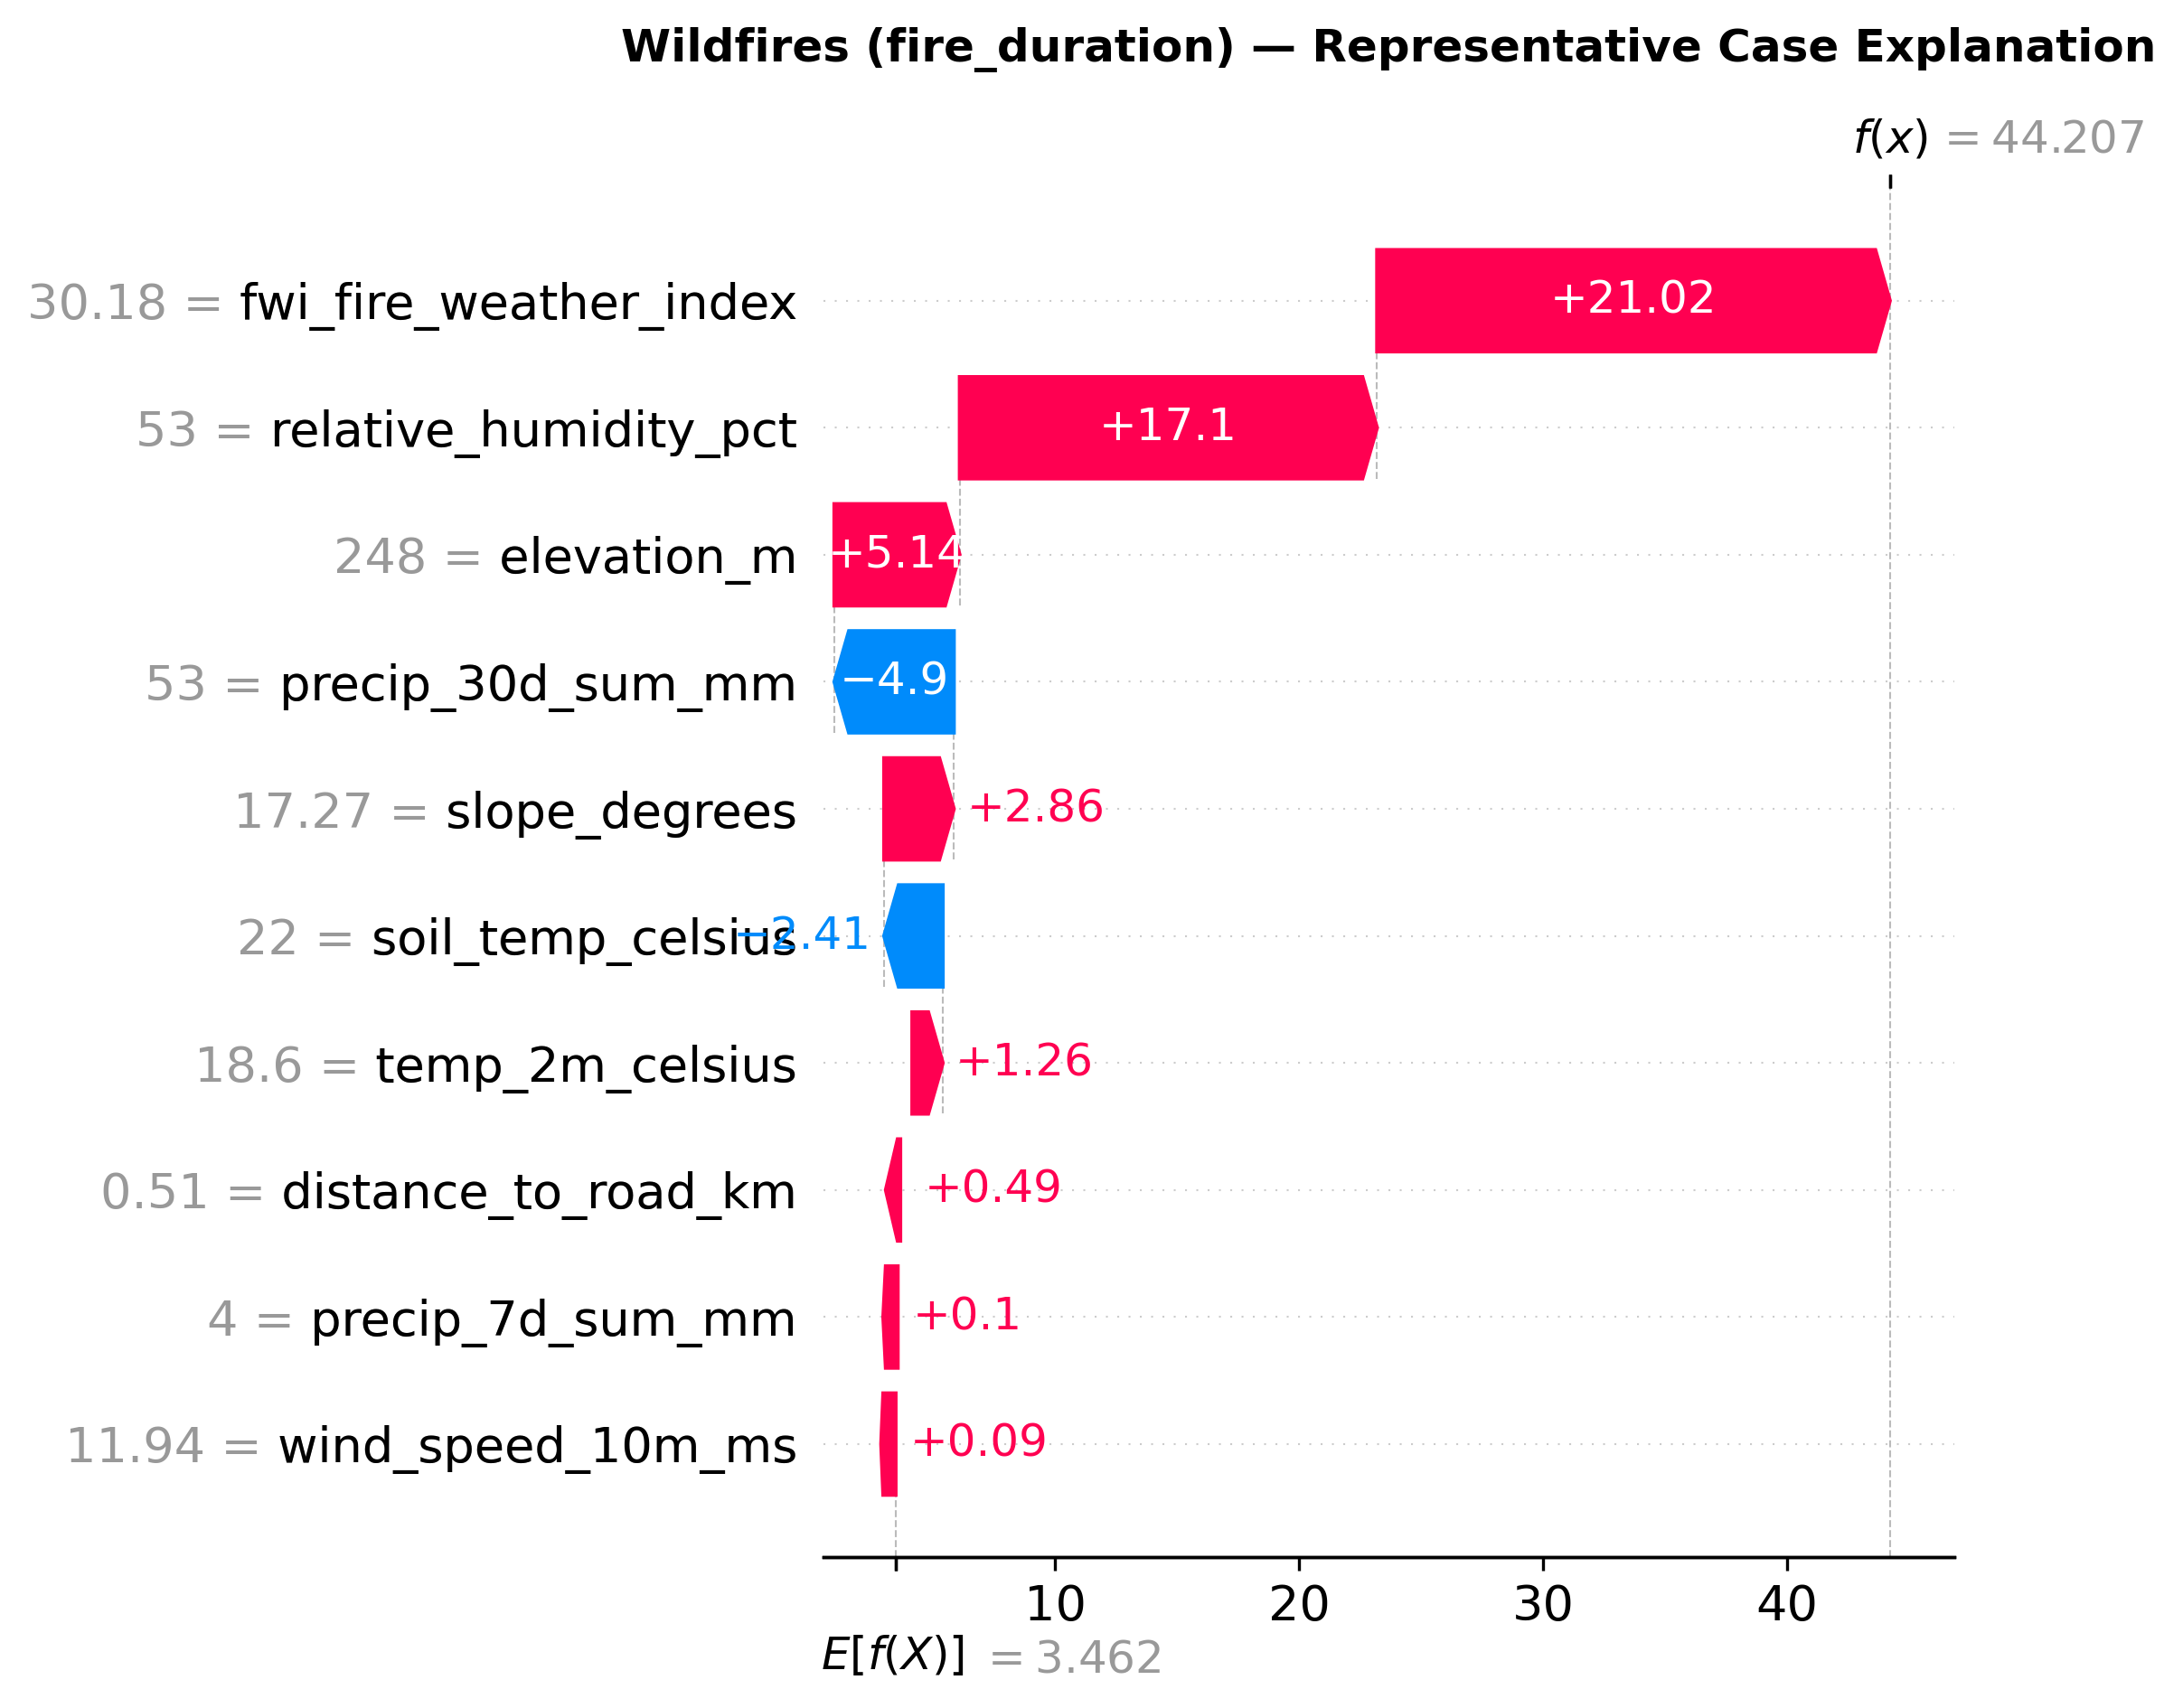 Wildfires (fire_duration) — Representative Case Explanation
f(x) = 44.207
30.18 = fwi_fire_weather_index +21.02
53 = relative_humidity_pct +17.1
248 = elevation_m +5.14
53 = precip_30d_sum_mm −4.9
17.27 = slope_degrees +2.86
22 = soil_temp_celsius −2.41
18.6 = temp_2m_celsius +1.26
0.51 = distance_to_road_km +0.49
4 = precip_7d_sum_mm +0.1
11.94 = wind_speed_10m_ms +0.09
10 20 30 40
E[f(X)] = 3.462